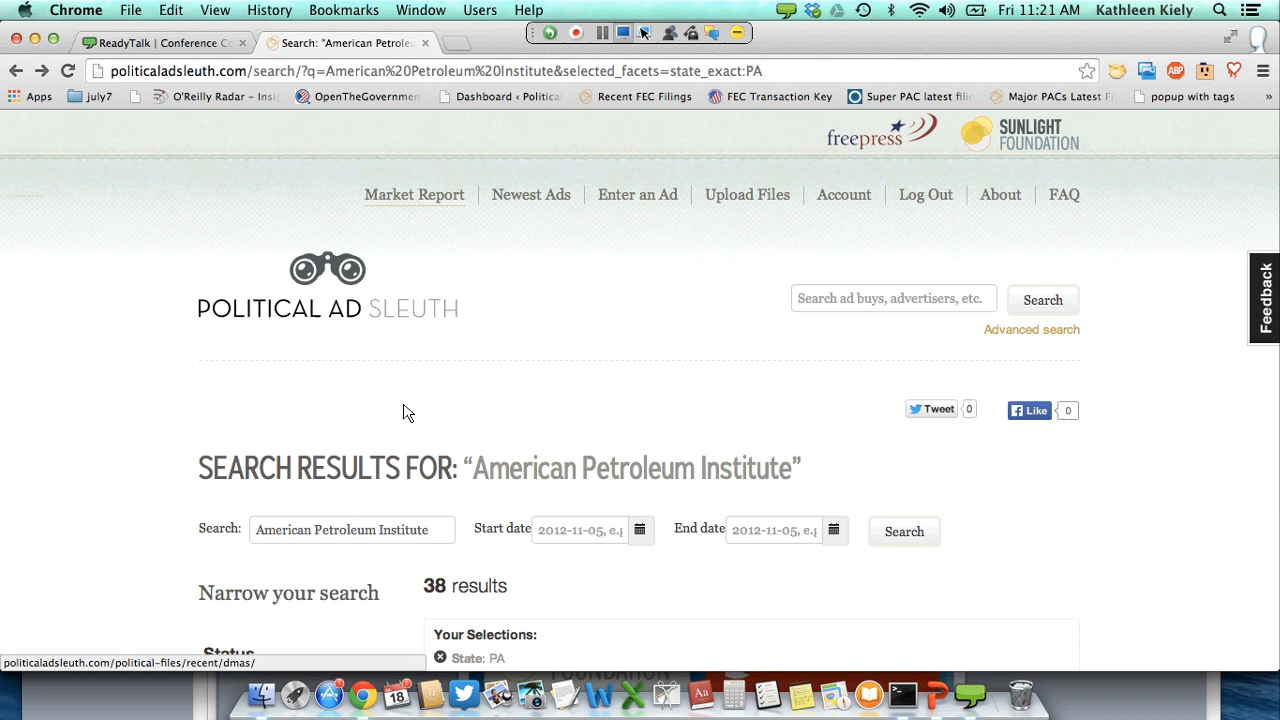 Chrome File Edit View History Bookmarks Window Users Help Fri 11:21 AM Kathleen Kiely
ReadyTalk | Conference Co
Search: "American Petroleu
politicaladsleuth.com/search/?q=American%20Petroleum%20Institute&selected_facets=state_exact:PA
Apps july7 O'Reilly Radar - Insig OpenTheGovernmen Dashboard ‹ Political Recent FEC Filings FEC Transaction Key Super PAC latest filin Major PACs Latest F popup with tags »
freepress SUNLIGHT
FOUNDATION
Market Report Newest Ads Enter an Ad Upload Files Account Log Out About FAQ
Feedback
POLITICAL AD SLEUTH
Search ad buys, advertisers, etc. Search
Advanced search
Tweet 0 Like 0
SEARCH RESULTS FOR: “American Petroleum Institute”
Search: American Petroleum Institute Start date 2012-11-05, e.g End date 2012-11-05, e.g Search
Narrow your search
38 results
Your Selections:
Status
State: PA
politicaladsleuth.com/political-files/recent/dmas/